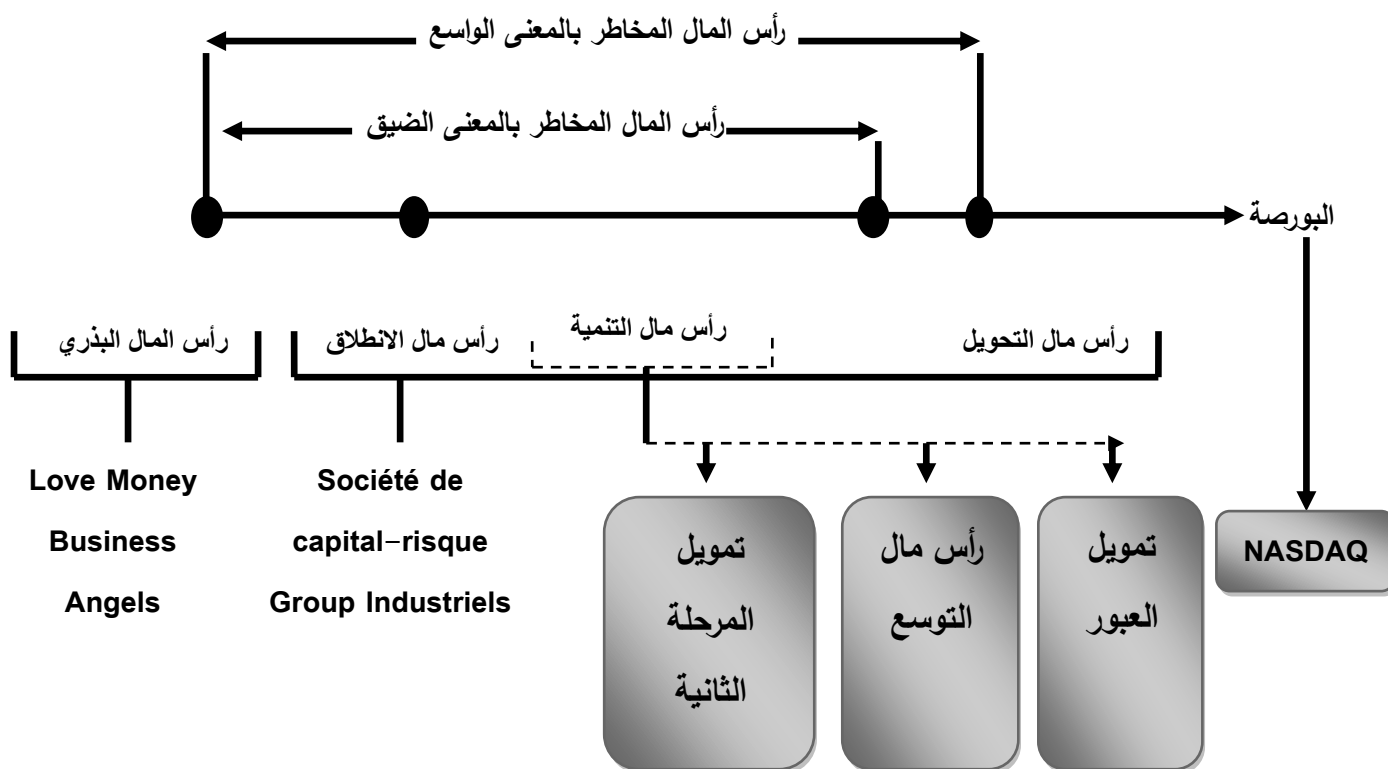 رأس المال المخاطر بالمعنى الواسع
رأس المال المخاطر بالمعنى الضيق
البورصة
رأس المال البذري
رأس مال الانطلاق
رأس مال التنمية
رأس مال التحويل
Love Money
Business
Angels
Société de
capital-risque
Group Industriels
تمويل
المرحلة
الثانية
رأس مال
التوسع
تمويل
العبور
NASDAQ